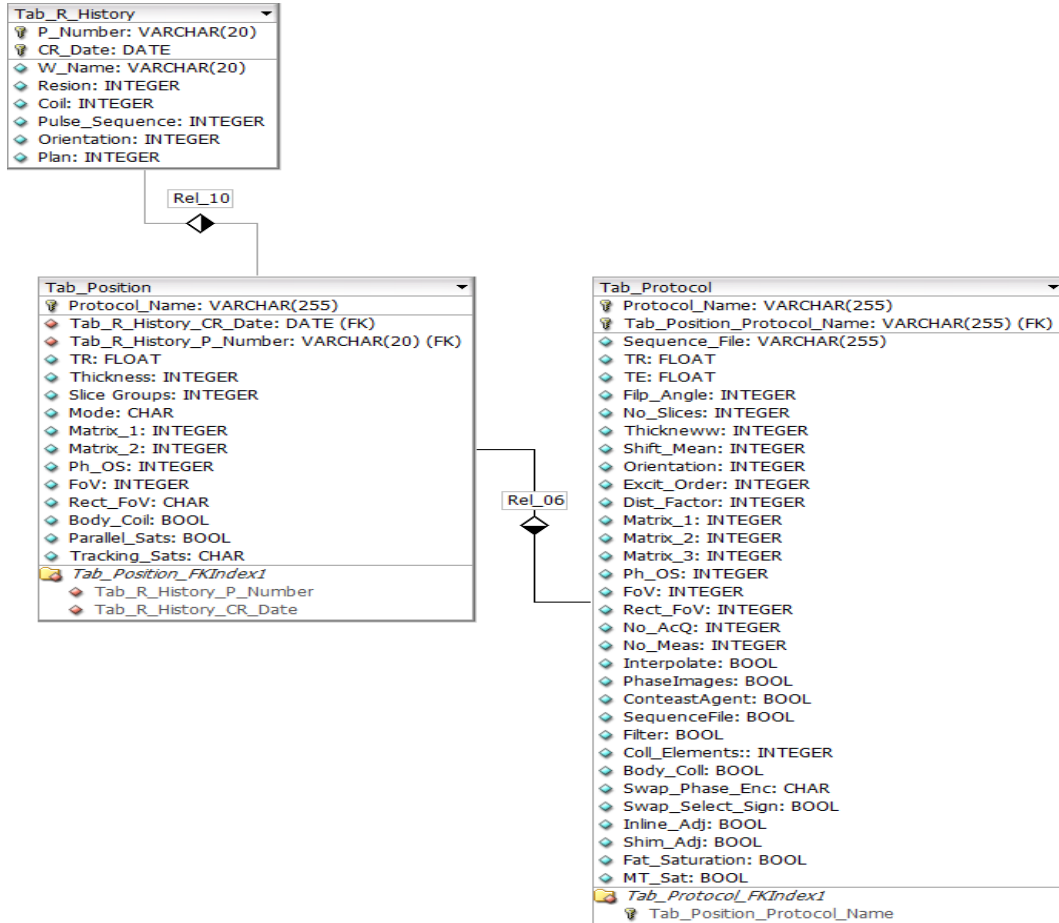 Tab_R_History
P_Number: VARCHAR(20)
CR_Date: DATE
W_Name: VARCHAR(20)
Resion: INTEGER
Coil: INTEGER
Pulse_Sequence: INTEGER
Orientation: INTEGER
Plan: INTEGER
Rel_10
Tab_Position
Protocol_Name: VARCHAR(255)
Tab_R_History_CR_Date: DATE (FK)
Tab_R_History_P_Number: VARCHAR(20) (FK)
TR: FLOAT
Thickness: INTEGER
Slice Groups: INTEGER
Mode: CHAR
Matrix_1: INTEGER
Matrix_2: INTEGER
Ph_OS: INTEGER
FoV: INTEGER
Rect_FoV: CHAR
Body_Coil: BOOL
Parallel_Sats: BOOL
Tracking_Sats: CHAR
Tab_Position_FKIndex1
Tab_R_History_P_Number
Tab_R_History_CR_Date
Rel_06
Tab_Protocol
Protocol_Name: VARCHAR(255)
Tab_Position_Protocol_Name: VARCHAR(255) (FK)
Sequence_File: VARCHAR(255)
TR: FLOAT
TE: FLOAT
Filp_Angle: INTEGER
No_Slices: INTEGER
Thickneww: INTEGER
Shift_Mean: INTEGER
Orientation: INTEGER
Excit_Order: INTEGER
Dist_Factor: INTEGER
Matrix_1: INTEGER
Matrix_2: INTEGER
Matrix_3: INTEGER
Ph_OS: INTEGER
FoV: INTEGER
Rect_FoV: INTEGER
No_AcQ: INTEGER
No_Meas: INTEGER
Interpolate: BOOL
PhaseImages: BOOL
ConteastAgent: BOOL
SequenceFile: BOOL
Filter: BOOL
Coll_Elements:: INTEGER
Body_Coll: BOOL
Swap_Phase_Enc: CHAR
Swap_Select_Sign: BOOL
Inline_Adj: BOOL
Shim_Adj: BOOL
Fat_Saturation: BOOL
MT_Sat: BOOL
Tab_Protocol_FKIndex1
Tab_Position_Protocol_Name